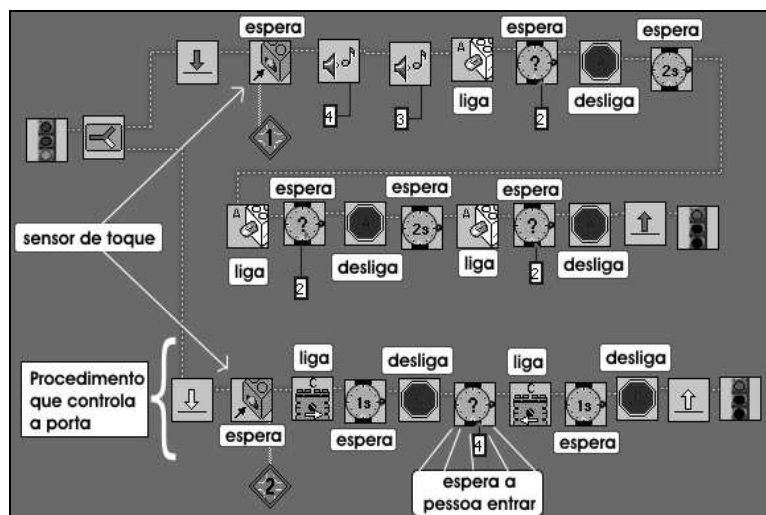 espera
espera
espera
A
?
2s
liga
desliga
4
3
2
1
espera
espera
espera
A
?
2s
A
?
sensor de toque
liga
desliga
liga
desliga
2
2
Procedimento
que controla
a porta
liga
desliga
liga
desliga
C
1s
?
C
1s
espera
espera
4
espera
2
espera a
pessoa entrar